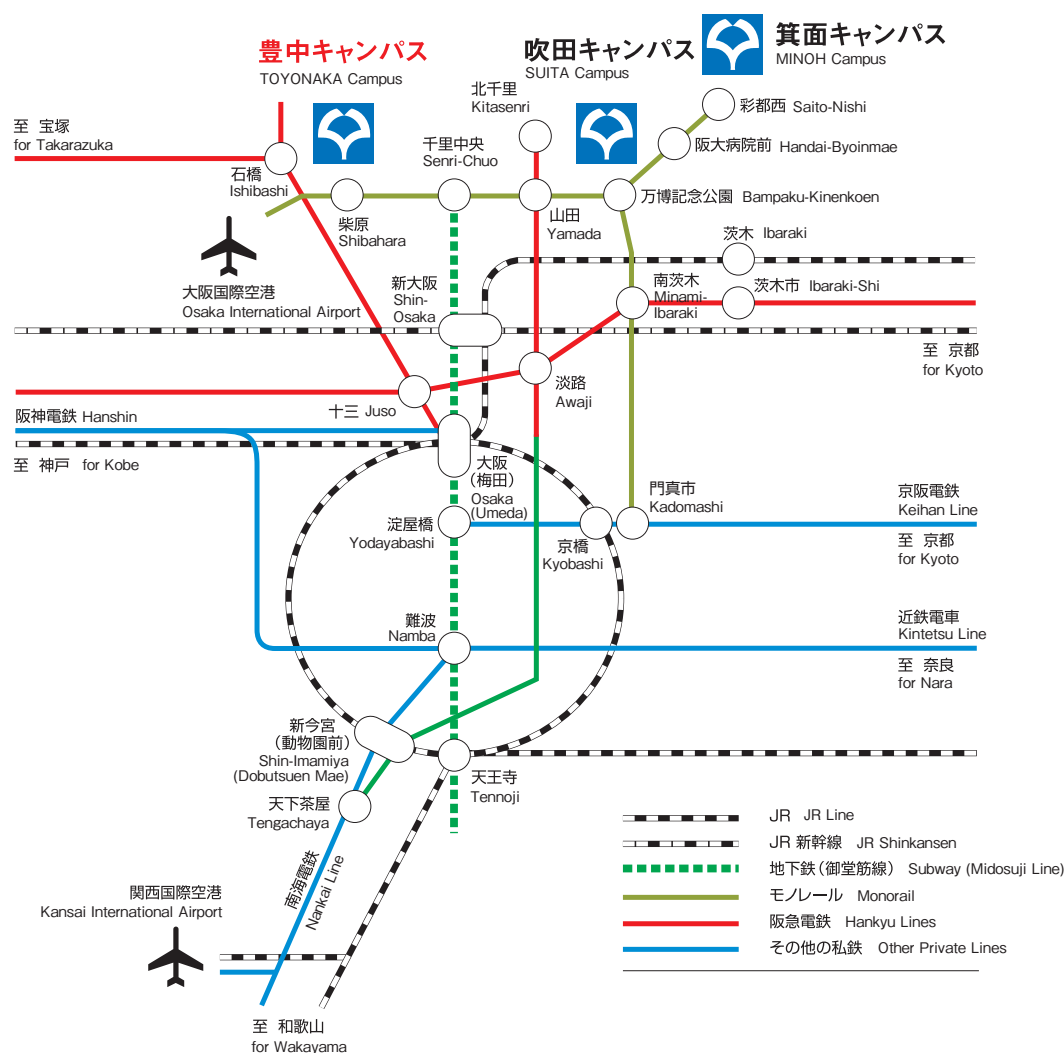 豊中キャンパス
TOYONAKA Campus
吹田キャンパス
SUITA Campus
箕面キャンパス
MINOH Campus
北千里
Kitasenri
彩都西 Saito-Nishi
至 宝塚
for Takarazuka
千里中央
Senri-Chuo
阪大病院前 Handai-Byoinmae
石橋
Ishibashi
柴原
Shibahara
山田
Yamada
万博記念公園 Bampaku-Kinenkoen
茨木 Ibaraki
新大阪
Shin-
Osaka
南茨木
Minami-
Ibaraki
茨木市 Ibaraki-Shi
大阪国際空港
Osaka International Airport
至 京都
for Kyoto
淡路
Awaji
十三 Juso
阪神電鉄 Hanshin
至 神戸 for Kobe
大阪
(梅田)
Osaka
(Umeda)
門真市
Kadomashi
京阪電鉄
Keihan Line
淀屋橋
Yodayabashi
京橋
Kyobashi
至 京都
for Kyoto
難波
Namba
近鉄電車
Kintetsu Line
至 奈良
for Nara
新今宮
(動物園前)
Shin-Imamiya
(Dobutsuen Mae)
天王寺
Tennoji
天下茶屋
Tengachaya
南海電鉄
Nankai Line
関西国際空港
Kansai International Airport
至 和歌山
for Wakayama
JR JR Line
JR 新幹線 JR Shinkansen
地下鉄(御堂筋線) Subway (Midosuji Line)
モノレール Monorail
阪急電鉄 Hankyu Lines
その他の私鉄 Other Private Lines